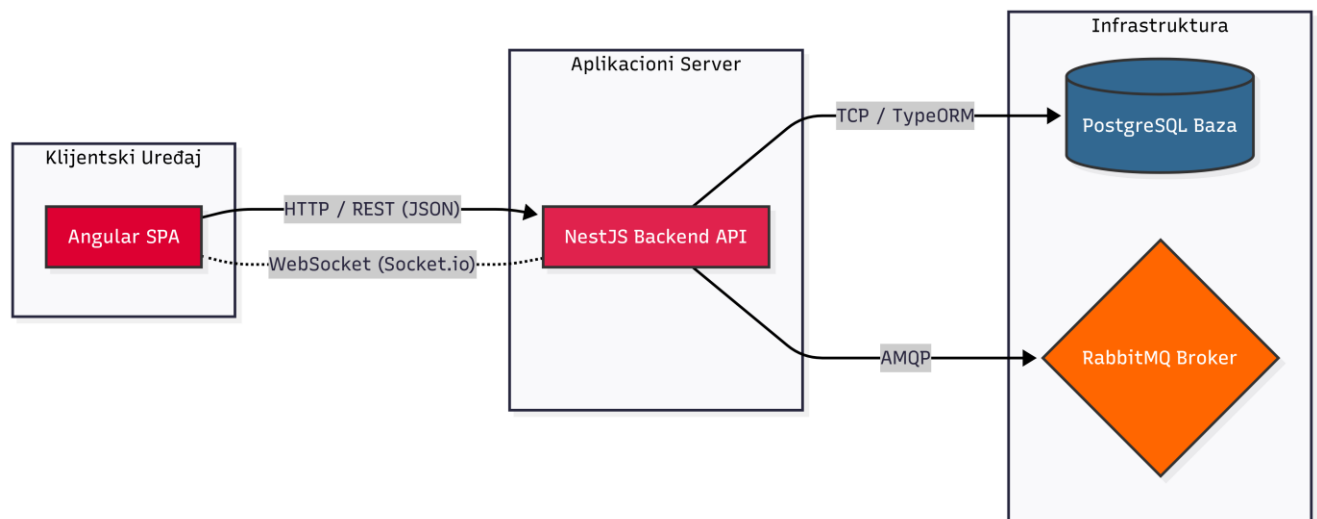 Klijentski Uređaj
Angular SPA
HTTP / REST (JSON)
WebSocket (Socket.io)
Aplikacioni Server
NestJS Backend API
TCP / TypeORM
AMQP
Infrastruktura
PostgreSQL Baza
RabbitMQ Broker